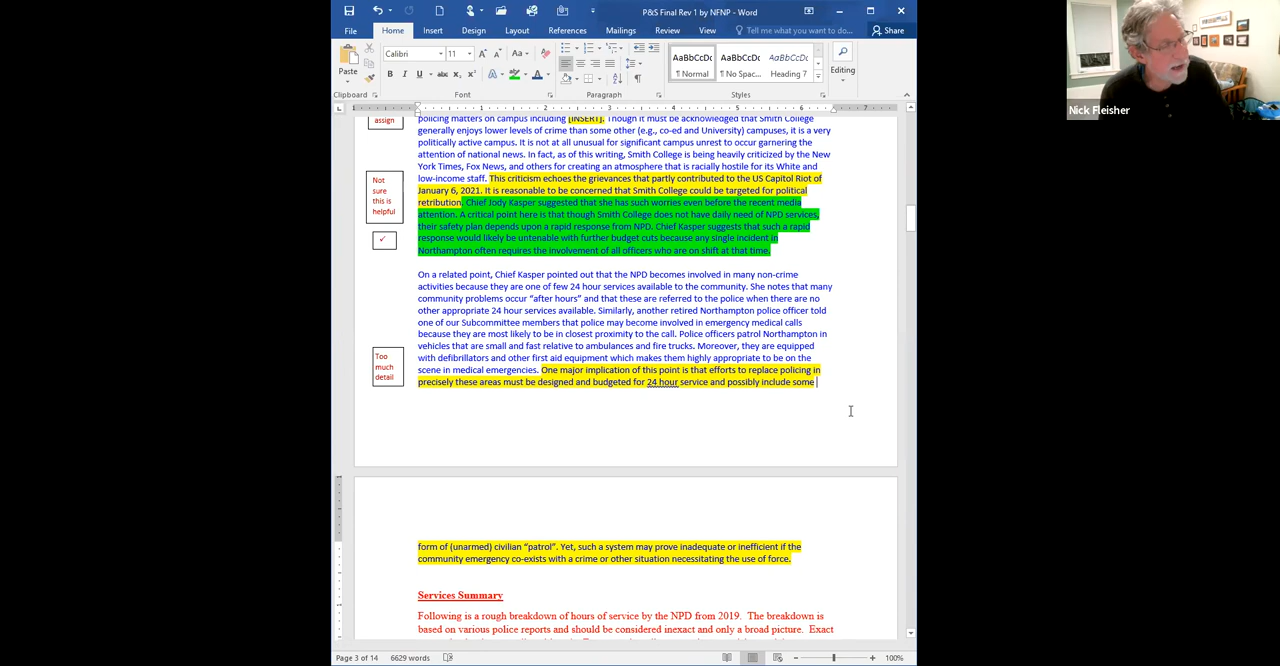 P&S Final Rev 1 by NFNP - Word
File
Home
Insert
Design
Layout
References
Mailings
Review
View
Tell me what you want to do...
Share
Paste
Calibri
11
Clipboard
Font
Paragraph
AaBbCcDc
¶ Normal
AaBbCcDc
¶ No Spac...
AaBbCcDc
Heading 7
Styles
Editing
Nick Fleisher
assign
policing matters on campus including [INSERT]. Though it must be acknowledged that Smith College
generally enjoys lower levels of crime than some other (e.g., co-ed and University) campuses, it is a very
politically active campus. It is not at all unusual for significant campus unrest to occur garnering the
attention of national news. In fact, as of this writing, Smith College is being heavily criticized by the New
York Times, Fox News, and others for creating an atmosphere that is racially hostile for its White and
low-income staff. This criticism echoes the grievances that partly contributed to the US Capitol Riot of
January 6, 2021. It is reasonable to be concerned that Smith College could be targeted for political
retribution. Chief Jody Kasper suggested that she has such worries even before the recent media
attention. A critical point here is that though Smith College does not have daily need of NPD services,
their safety plan depends upon a rapid response from NPD. Chief Kasper suggests that such a rapid
response would likely be untenable with further budget cuts because any single incident in
Northampton often requires the involvement of all officers who are on shift at that time.
Not
sure
this is
helpful
✓
On a related point, Chief Kasper pointed out that the NPD becomes involved in many non-crime
activities because they are one of few 24 hour services available to the community. She notes that many
community problems occur “after hours” and that these are referred to the police when there are no
other appropriate 24 hour services available. Similarly, another retired Northampton police officer told
one of our Subcommittee members that police may become involved in emergency medical calls
because they are most likely to be in closest proximity to the call. Police officers patrol Northampton in
vehicles that are small and fast relative to ambulances and fire trucks. Moreover, they are equipped
with defibrillators and other first aid equipment which makes them highly appropriate to be on the
scene in medical emergencies. One major implication of this point is that efforts to replace policing in
precisely these areas must be designed and budgeted for 24 hour service and possibly include some
Too
much
detail
form of (unarmed) civilian “patrol”. Yet, such a system may prove inadequate or inefficient if the
community emergency co-exists with a crime or other situation necessitating the use of force.
Services Summary
Following is a rough breakdown of hours of service by the NPD from 2019. The breakdown is
based on various police reports and should be considered inexact and only a broad picture. Exact
Page 3 of 14
6629 words
100%